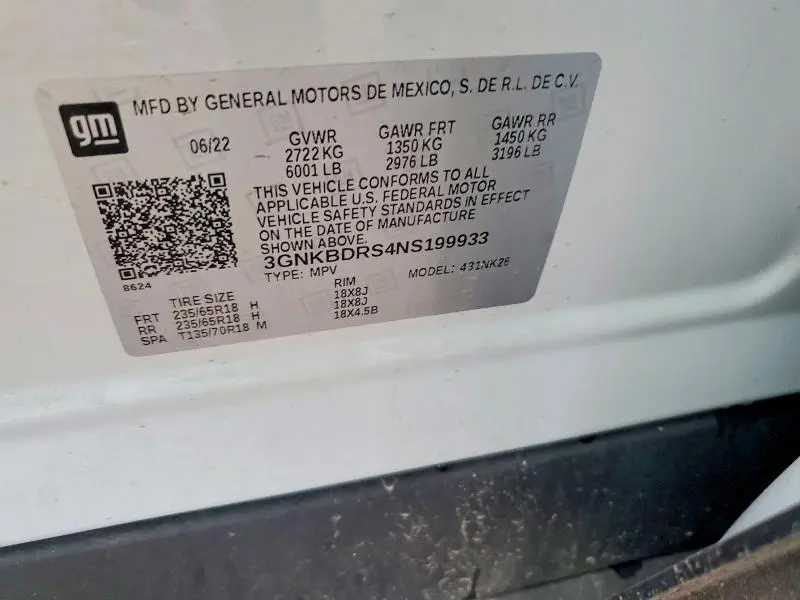 gm
MFD BY GENERAL MOTORS DE MEXICO, S. DE R.L. DE C.V.
06/22 GVWR GAWR FRT GAWR RR
2722 KG 1350 KG 1450 KG
6001 LB 2976 LB 3196 LB
THIS VEHICLE CONFORMS TO ALL
APPLICABLE U.S. FEDERAL MOTOR
VEHICLE SAFETY STANDARDS IN EFFECT
ON THE DATE OF MANUFACTURE
SHOWN ABOVE.
3GNKBDRS4NS199933
TYPE: MPV MODEL: 431NK26
8624
TIRE SIZE RIM
FRT 235/65R18 H 18X8J
RR 235/65R18 H 18X8J
SPA T135/70R18 M 18X4.5B